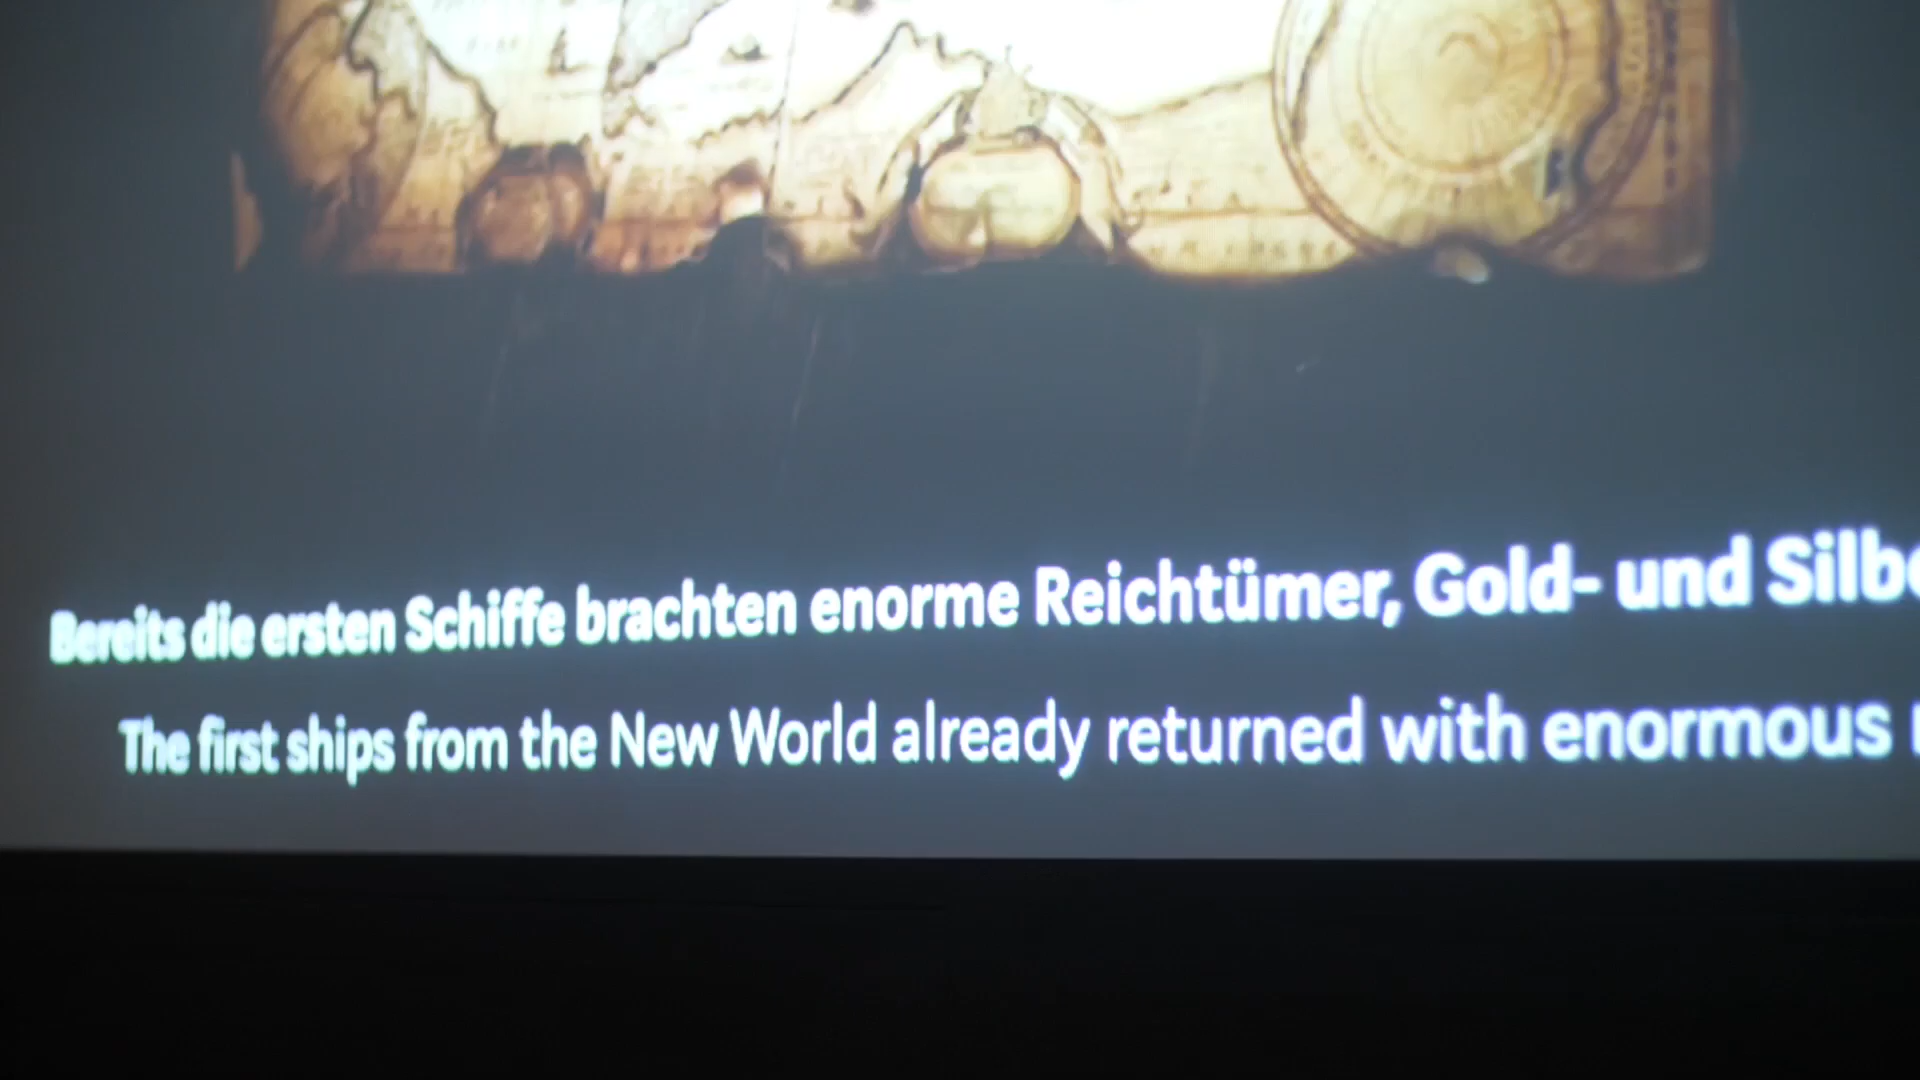 Bereits die ersten Schiffe brachten enorme Reichtümer, Gold- und Silbe
The first ships from the New World already returned with enormous